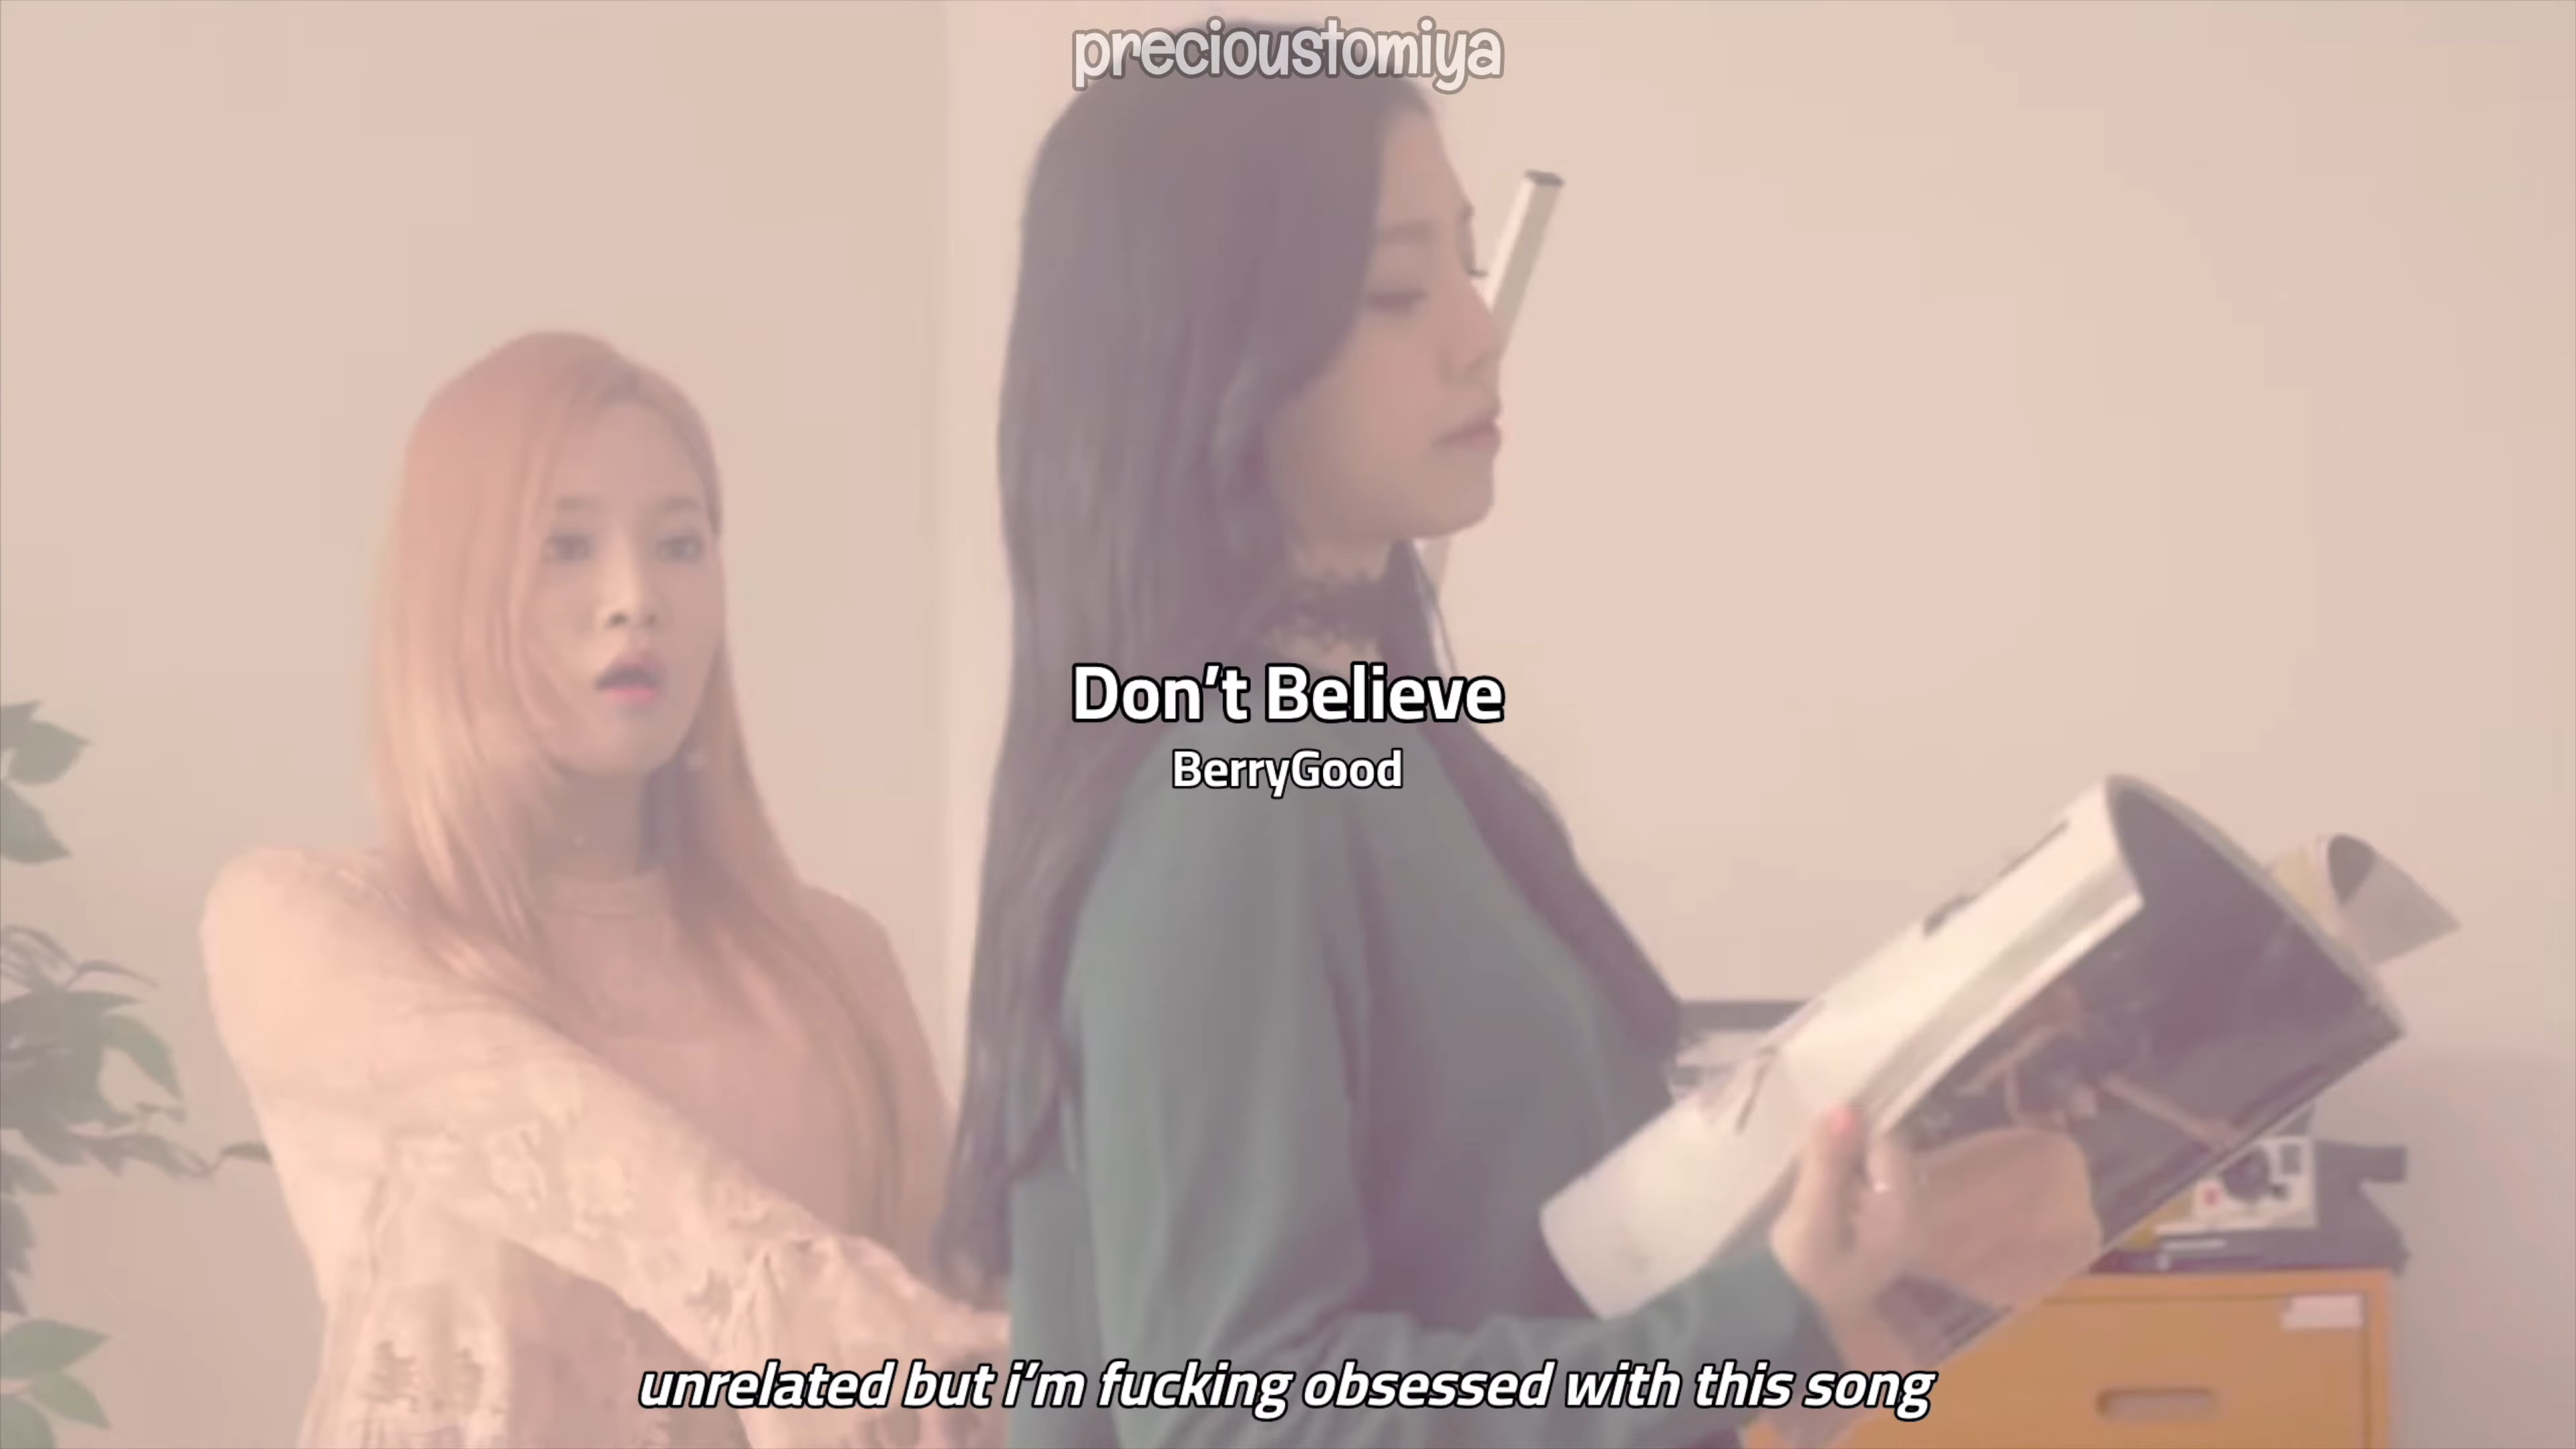 precioustomiya
Don't Believe
BerryGood
unrelated but i'm fucking obsessed with this song